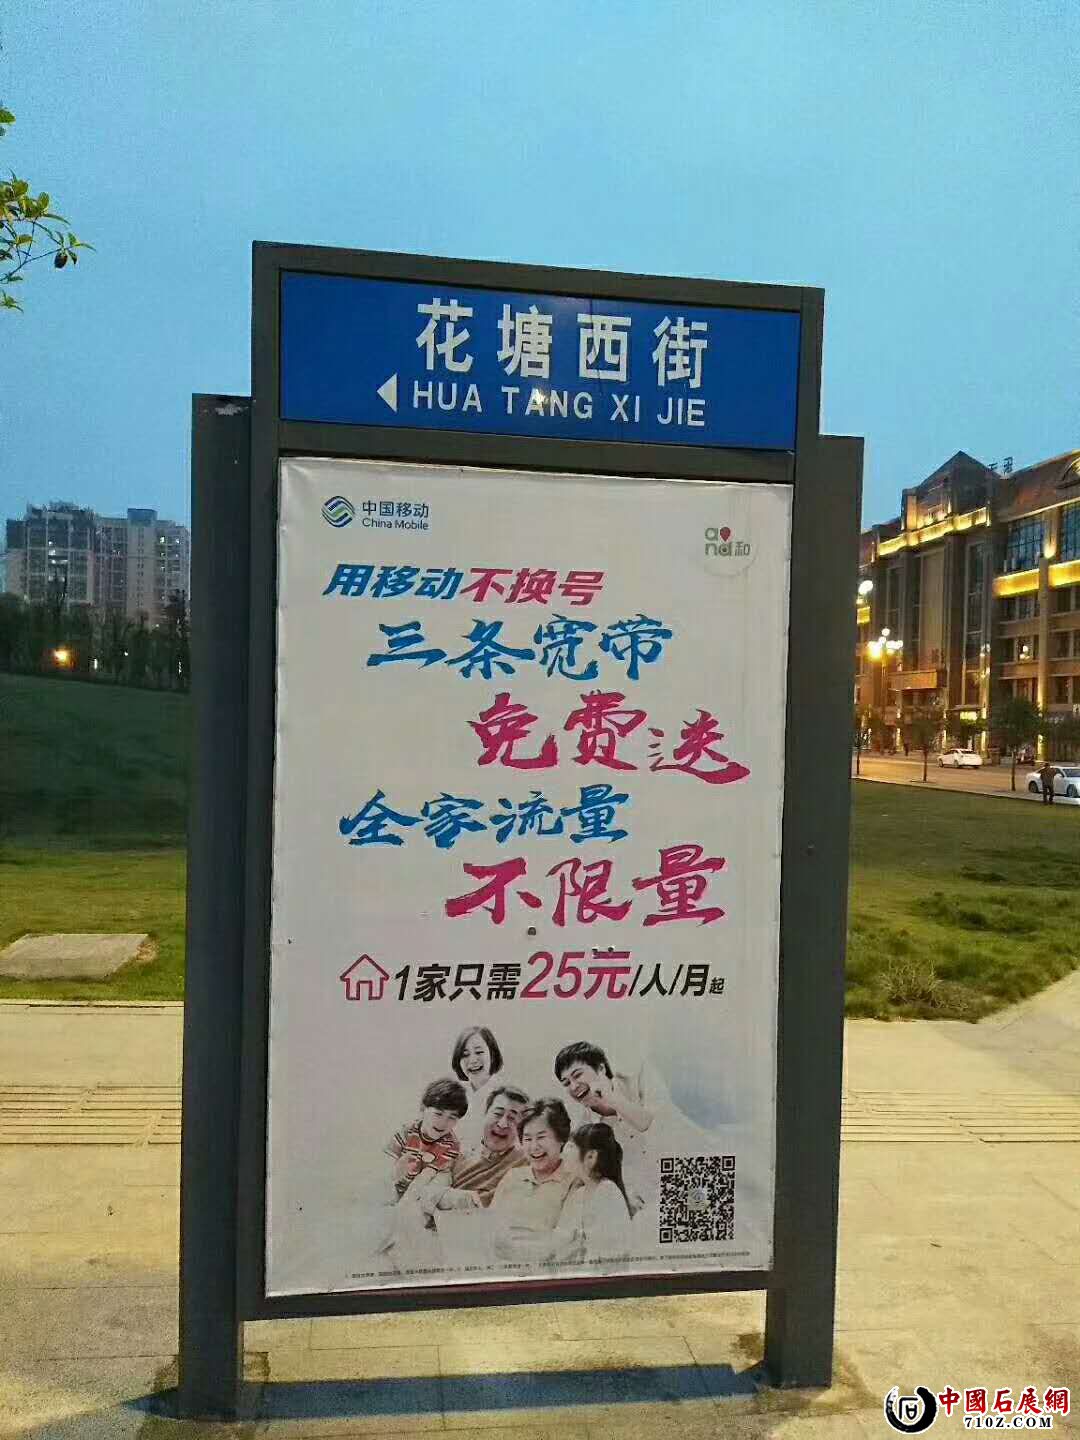 花塘西街
HUA TANG XI JIE
中国移动
China Mobile
and和
用移动不换号
三条宽带
免费送
全家流量
不限量
1家只需25元/人/月起
中國石展網
71OZ.COM